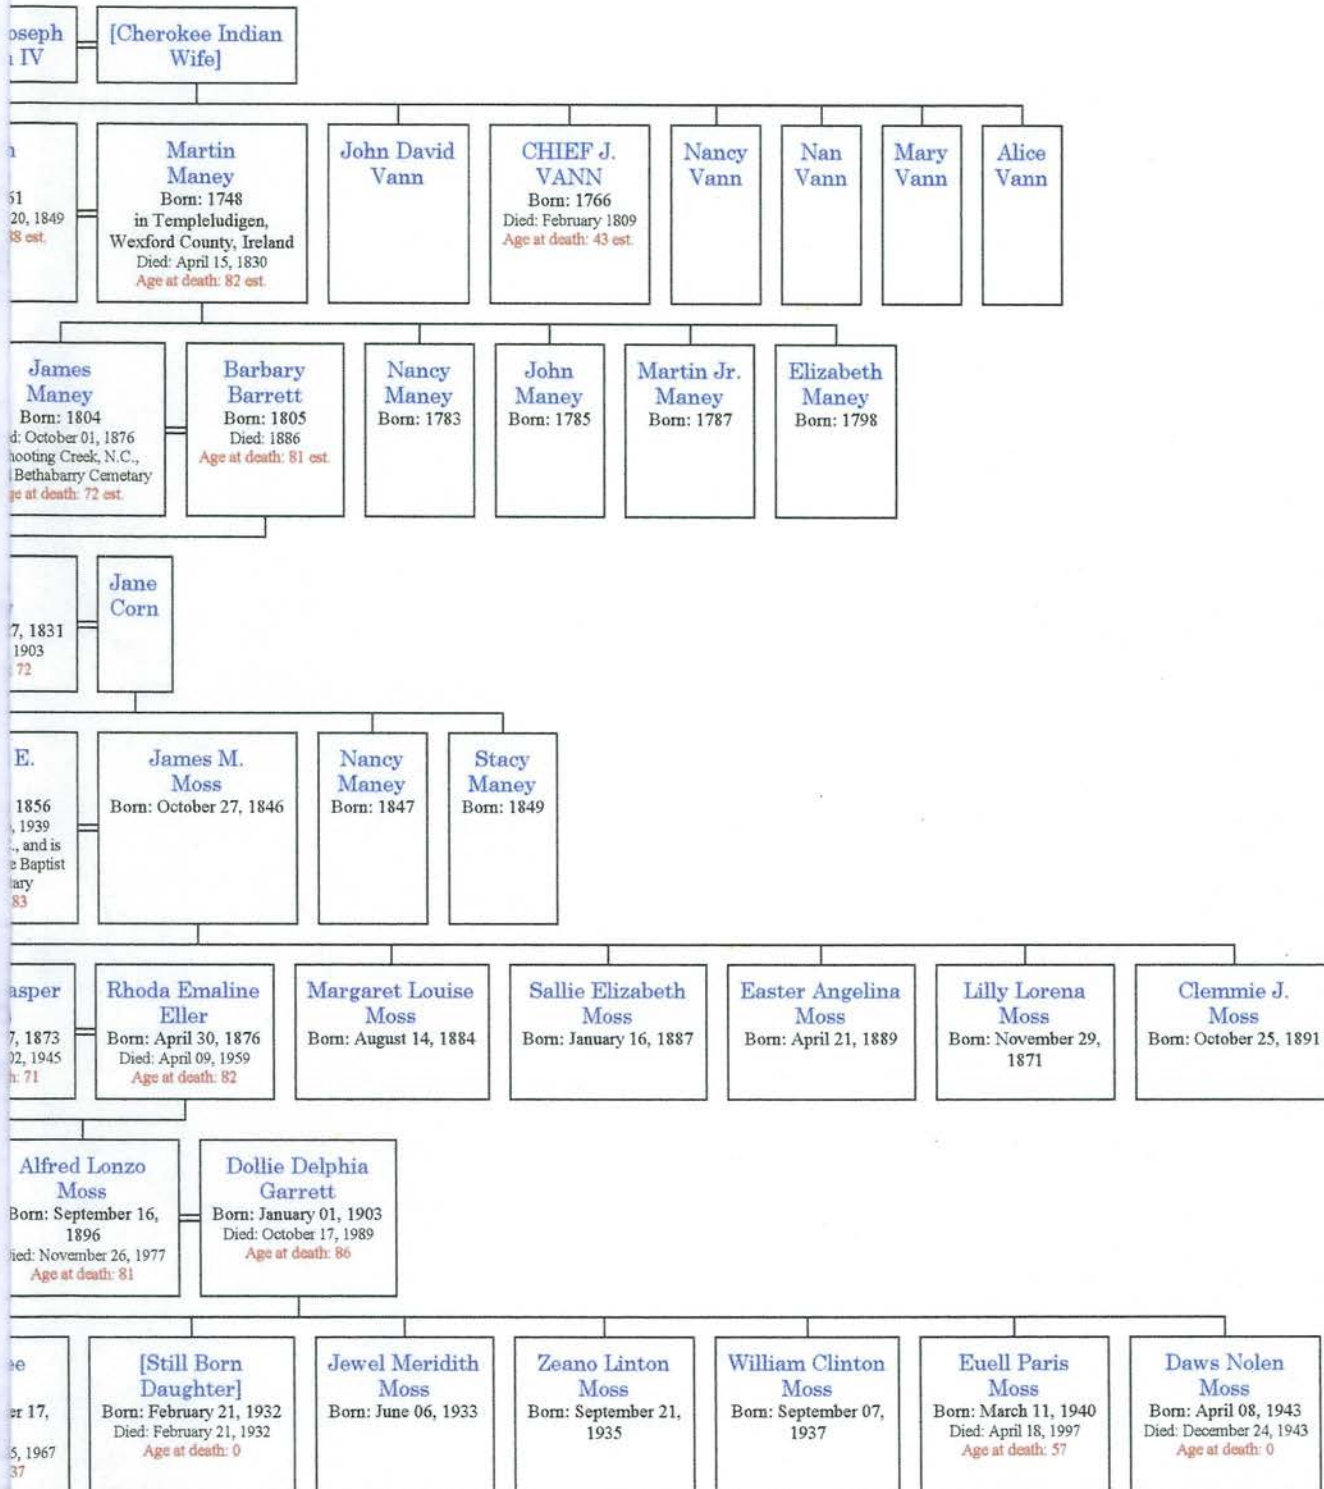 oseph
IV
[Cherokee Indian
Wife]
61
20, 1849
88 est.
Martin
Maney
Born: 1748
in Templeludigen,
Wexford County, Ireland
Died: April 15, 1830
Age at death: 82 est.
John David
Vann
CHIEF J.
VANN
Born: 1766
Died: February 1809
Age at death: 43 est.
Nancy
Vann
Nan
Vann
Mary
Vann
Alice
Vann
James
Maney
Born: 1804
d: October 01, 1876
hooting Creek, N.C.,
Bethabarry Cemetary
ge at death: 72 est.
Barbary
Barrett
Born: 1805
Died: 1886
Age at death: 81 est.
Nancy
Maney
Born: 1783
John
Maney
Born: 1785
Martin Jr.
Maney
Born: 1787
Elizabeth
Maney
Born: 1798
7, 1831
1903
72
Jane
Corn
E.
1856
, 1939
., and is
e Baptist
tary
83
James M.
Moss
Born: October 27, 1846
Nancy
Maney
Born: 1847
Stacy
Maney
Born: 1849
asper
7, 1873
02, 1945
h: 71
Rhoda Emaline
Eller
Born: April 30, 1876
Died: April 09, 1959
Age at death: 82
Margaret Louise
Moss
Born: August 14, 1884
Sallie Elizabeth
Moss
Born: January 16, 1887
Easter Angelina
Moss
Born: April 21, 1889
Lilly Lorena
Moss
Born: November 29,
1871
Clemmie J.
Moss
Born: October 25, 1891
Alfred Lonzo
Moss
Born: September 16,
1896
ied: November 26, 1977
Age at death: 81
Dollie Delphia
Garrett
Born: January 01, 1903
Died: October 17, 1989
Age at death: 86
ee
er 17,
5, 1967
37
[Still Born
Daughter]
Born: February 21, 1932
Died: February 21, 1932
Age at death: 0
Jewel Meridith
Moss
Born: June 06, 1933
Zeano Linton
Moss
Born: September 21,
1935
William Clinton
Moss
Born: September 07,
1937
Euell Paris
Moss
Born: March 11, 1940
Died: April 18, 1997
Age at death: 57
Daws Nolen
Moss
Born: April 08, 1943
Died: December 24, 1943
Age at death: 0